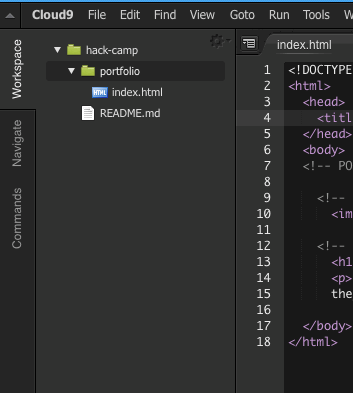 Cloud9 File Edit Find View Goto Run Tools W
Workspace
Navigate
Commands
hack-camp
portfolio
index.html
README.md
index.html
1 <!DOCTYPE
2 <html>
3 <head>
4 <titl
5 </head>
6 <body>
7 <!-- PO
8
9 <!--
10 <im
11
12 <!--
13 <h1
14 <p>
15 the
16
17 </body>
18 </html>